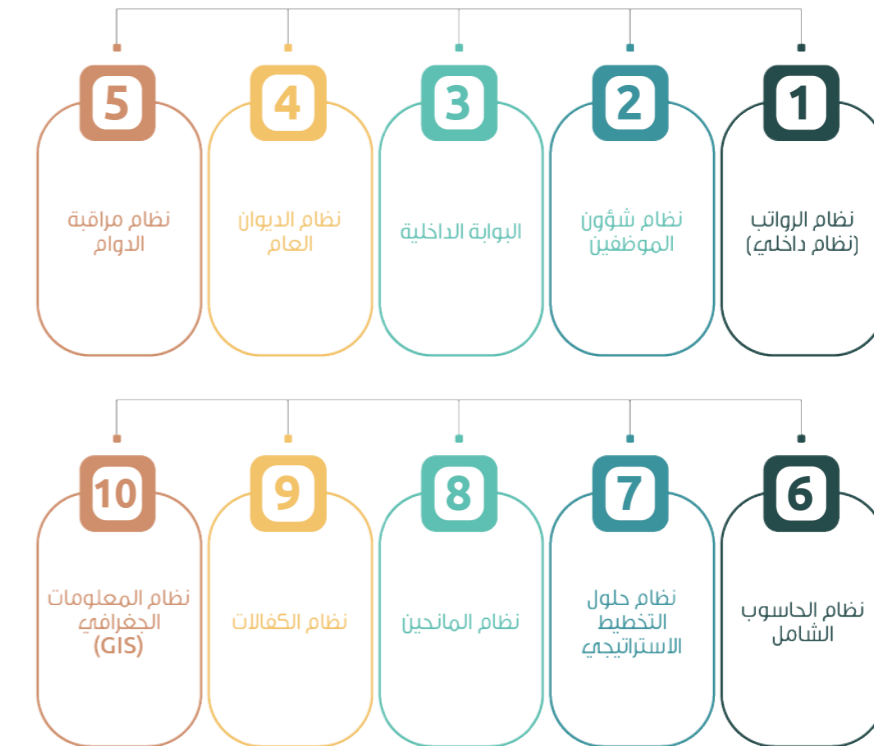 1
نظام الرواتب
(نظام داخلي)
2
نظام شؤون
الموظفين
3
البوابة الداخلية
4
نظام الديوان
العام
5
نظام مراقبة
الدوام
6
نظام الحاسوب
الشامل
7
نظام حلول
التخطيط
الاستراتيجي
8
نظام المانحين
9
نظام الكفالات
10
نظام المعلومات
الجغرافي
(GIS)